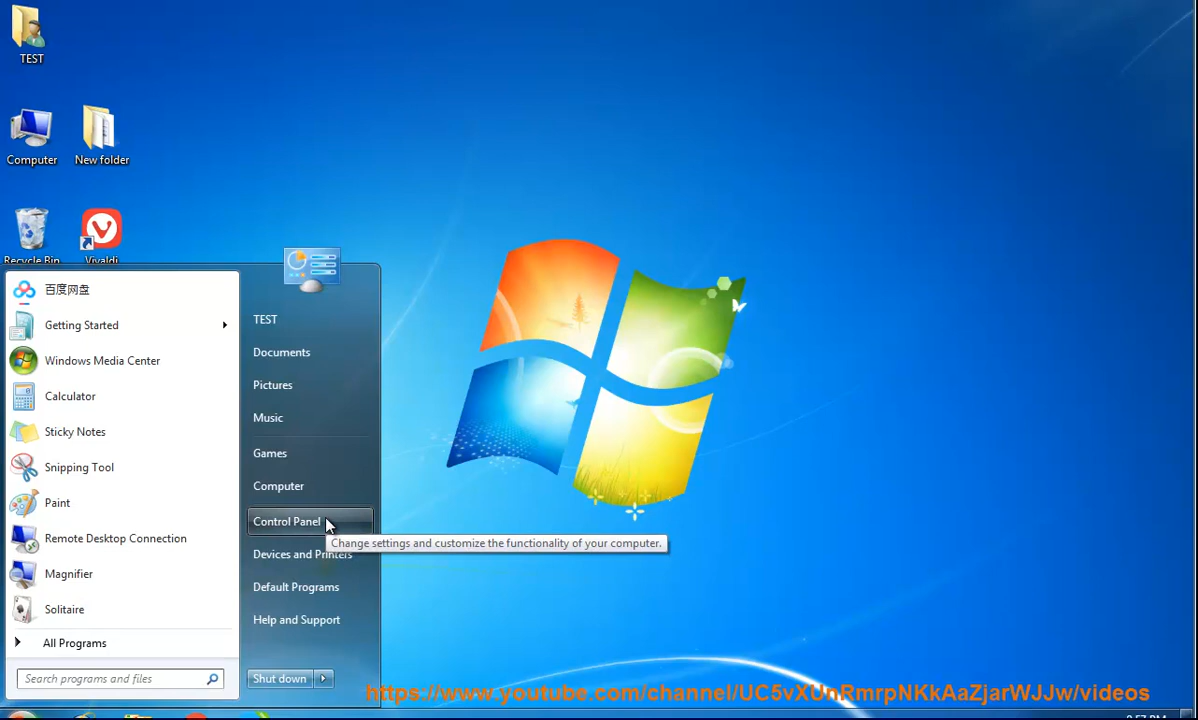 TEST
Computer
New folder
Recycle Bin
Vivaldi
百度网盘
Getting Started
Windows Media Center
Calculator
Sticky Notes
Snipping Tool
Paint
Remote Desktop Connection
Magnifier
Solitaire
All Programs
Search programs and files
TEST
Documents
Pictures
Music
Games
Computer
Control Panel
Change settings and customize the functionality of your computer.
Devices and Printers
Default Programs
Help and Support
Shut down
https://www.youtube.com/channel/UC5vXUnRmrpNKkAaZjarWJJw/videos